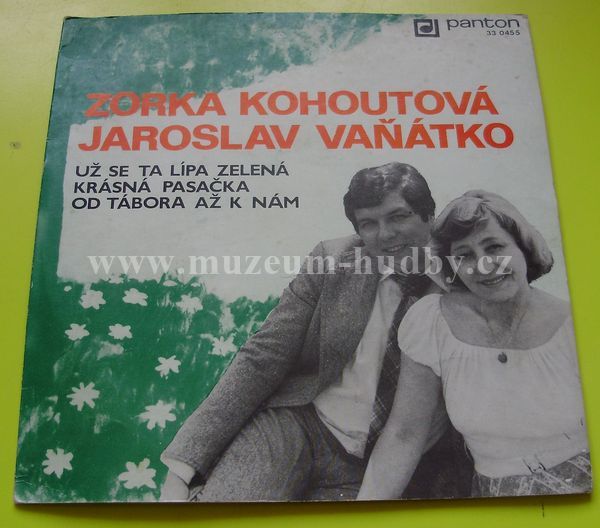 panton
33 0455
ZORKA KOHOUTOVÁ
JAROSLAV VAŇÁTKO
UŽ SE TA LÍPA ZELENÁ
KRÁSNÁ PASAČKA
OD TÁBORA AŽ K NÁM
www.muzeum-hudby.cz